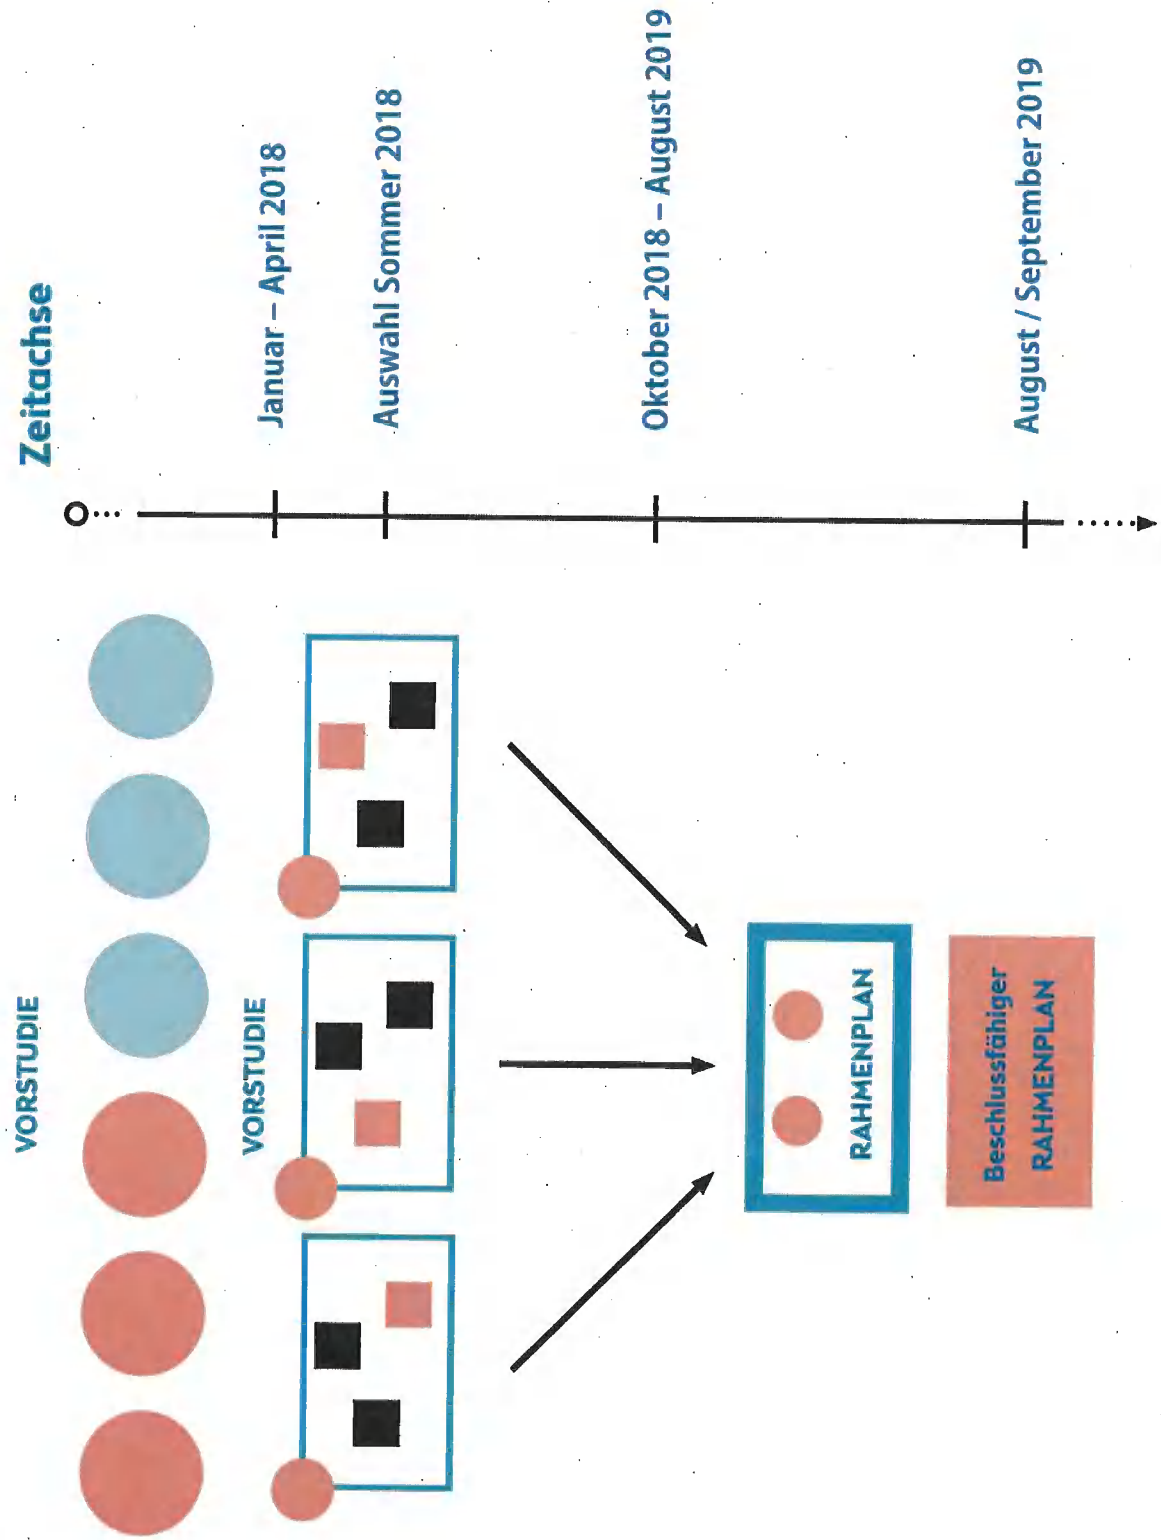 VORSTUDIE
VORSTUDIE
RAHMENPLAN
Beschlussfähiger
RAHMENPLAN
Zeitachse
Januar – April 2018
Auswahl Sommer 2018
Oktober 2018 – August 2019
August / September 2019